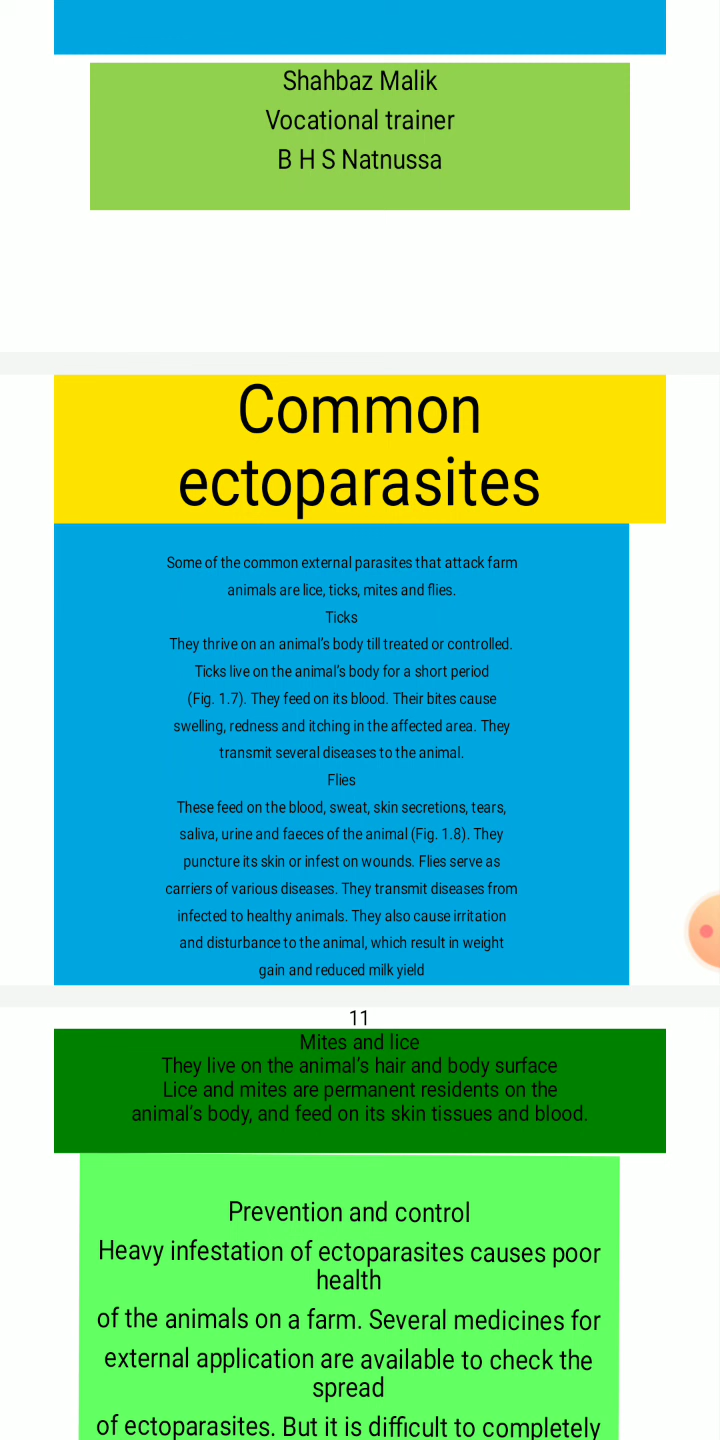 Shahbaz Malik
Vocational trainer
B H S Natnussa
Common
ectoparasites
Some of the common external parasites that attack farm
animals are lice, ticks, mites and flies.
Ticks
They thrive on an animal’s body till treated or controlled.
Ticks live on the animal’s body for a short period
(Fig. 1.7). They feed on its blood. Their bites cause
swelling, redness and itching in the affected area. They
transmit several diseases to the animal.
Flies
These feed on the blood, sweat, skin secretions, tears,
saliva, urine and faeces of the animal (Fig. 1.8). They
puncture its skin or infest on wounds. Flies serve as
carriers of various diseases. They transmit diseases from
infected to healthy animals. They also cause irritation
and disturbance to the animal, which result in weight
gain and reduced milk yield
11
Mites and lice
They live on the animal’s hair and body surface
Lice and mites are permanent residents on the
animal’s body, and feed on its skin tissues and blood.
Prevention and control
Heavy infestation of ectoparasites causes poor
health
of the animals on a farm. Several medicines for
external application are available to check the
spread
of ectoparasites. But it is difficult to completely